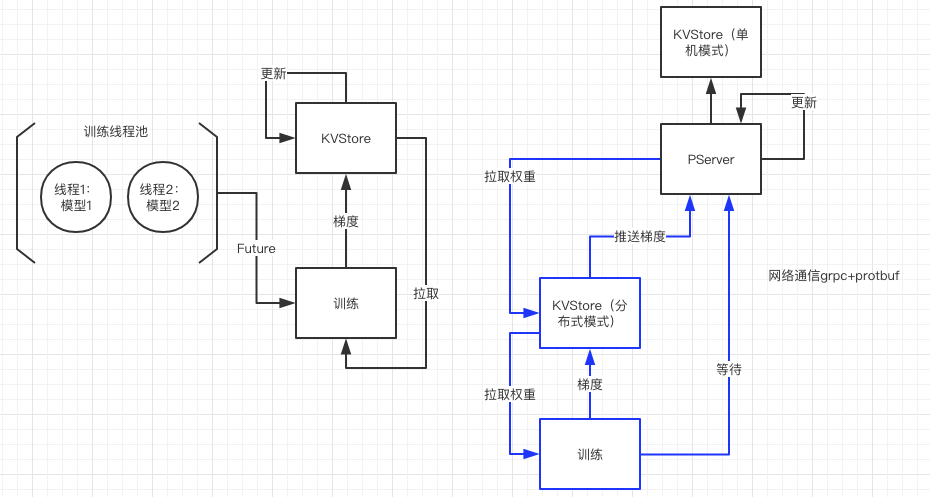 训练线程池
线程1:
模型1
线程2:
模型2
Future
更新
KVStore
梯度
训练
拉取
KVStore（单
机模式）
更新
PServer
拉取权重
推送梯度
网络通信grpc+protbuf
KVStore（分
布式模式）
等待
拉取权重
梯度
训练